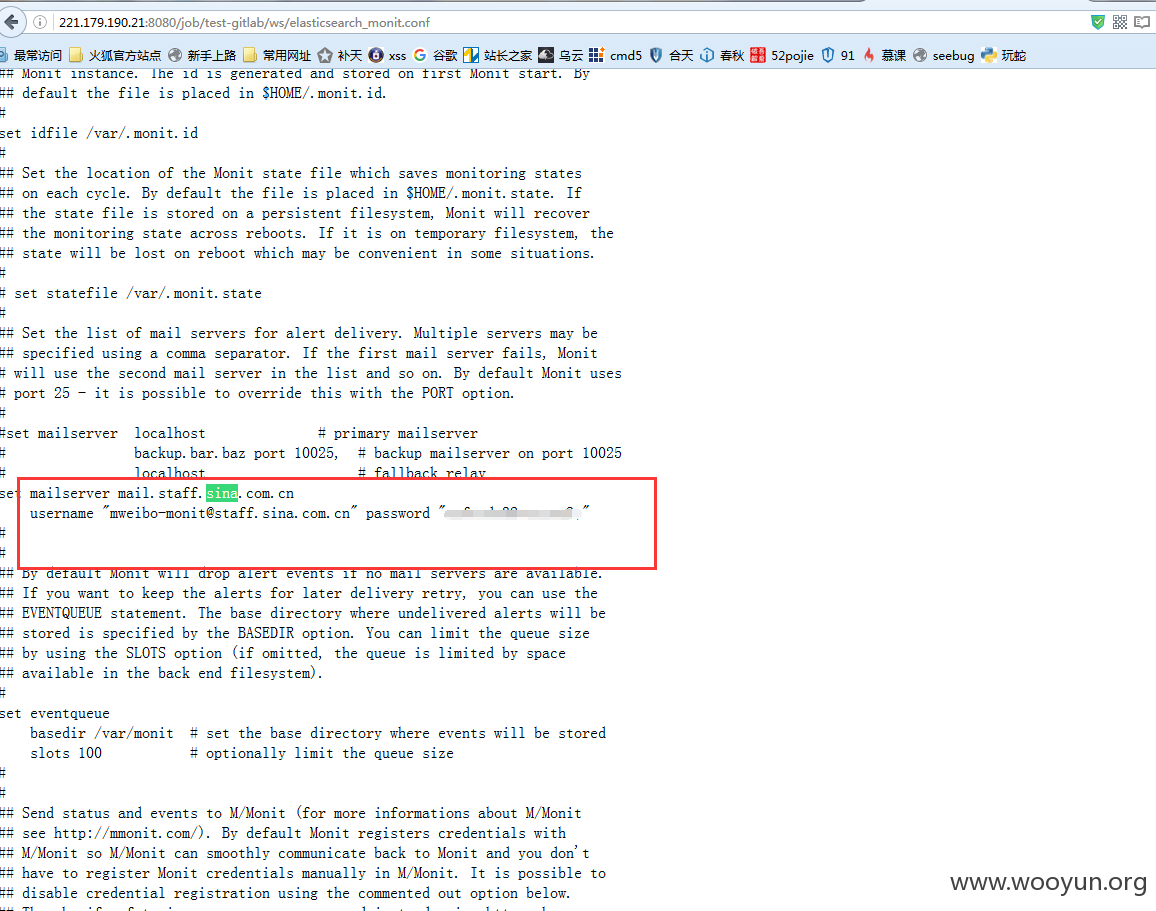 221.179.190.21:8080/job/test-gitlab/ws/elasticsearch_monit.conf
最常访问 火狐官方站点 新手上路 常用网址 补天 xss 谷歌 站长之家 乌云 cmd5 合天 春秋 52pojie 91 慕课 seebug 玩蛇
## Monit instance. The id is generated and stored on first Monit start. By
## default the file is placed in $HOME/.monit.id.
#
set idfile /var/.monit.id
#
## Set the location of the Monit state file which saves monitoring states
## on each cycle. By default the file is placed in $HOME/.monit.state. If
## the state file is stored on a persistent filesystem, Monit will recover
## the monitoring state across reboots. If it is on temporary filesystem, the
## state will be lost on reboot which may be convenient in some situations.
#
# set statefile /var/.monit.state
#
## Set the list of mail servers for alert delivery. Multiple servers may be
## specified using a comma separator. If the first mail server fails, Monit
# will use the second mail server in the list and so on. By default Monit uses
# port 25 - it is possible to override this with the PORT option.
#
#set mailserver localhost # primary mailserver
# backup.bar.baz port 10025, # backup mailserver on port 10025
# localhost # fallback relay
set mailserver mail.staff.sina.com.cn
username "mweibo-monit@staff.sina.com.cn" password " "
#
#
## By default Monit will drop alert events if no mail servers are available.
## If you want to keep the alerts for later delivery retry, you can use the
## EVENTQUEUE statement. The base directory where undelivered alerts will be
## stored is specified by the BASEDIR option. You can limit the queue size
## by using the SLOTS option (if omitted, the queue is limited by space
## available in the back end filesystem).
#
set eventqueue
basedir /var/monit # set the base directory where events will be stored
slots 100 # optionally limit the queue size
#
#
## Send status and events to M/Monit (for more informations about M/Monit
## see http://mmonit.com/). By default Monit registers credentials with
## M/Monit so M/Monit can smoothly communicate back to Monit and you don't
## have to register Monit credentials manually in M/Monit. It is possible to
## disable credential registration using the commented out option below.
www.wooyun.org